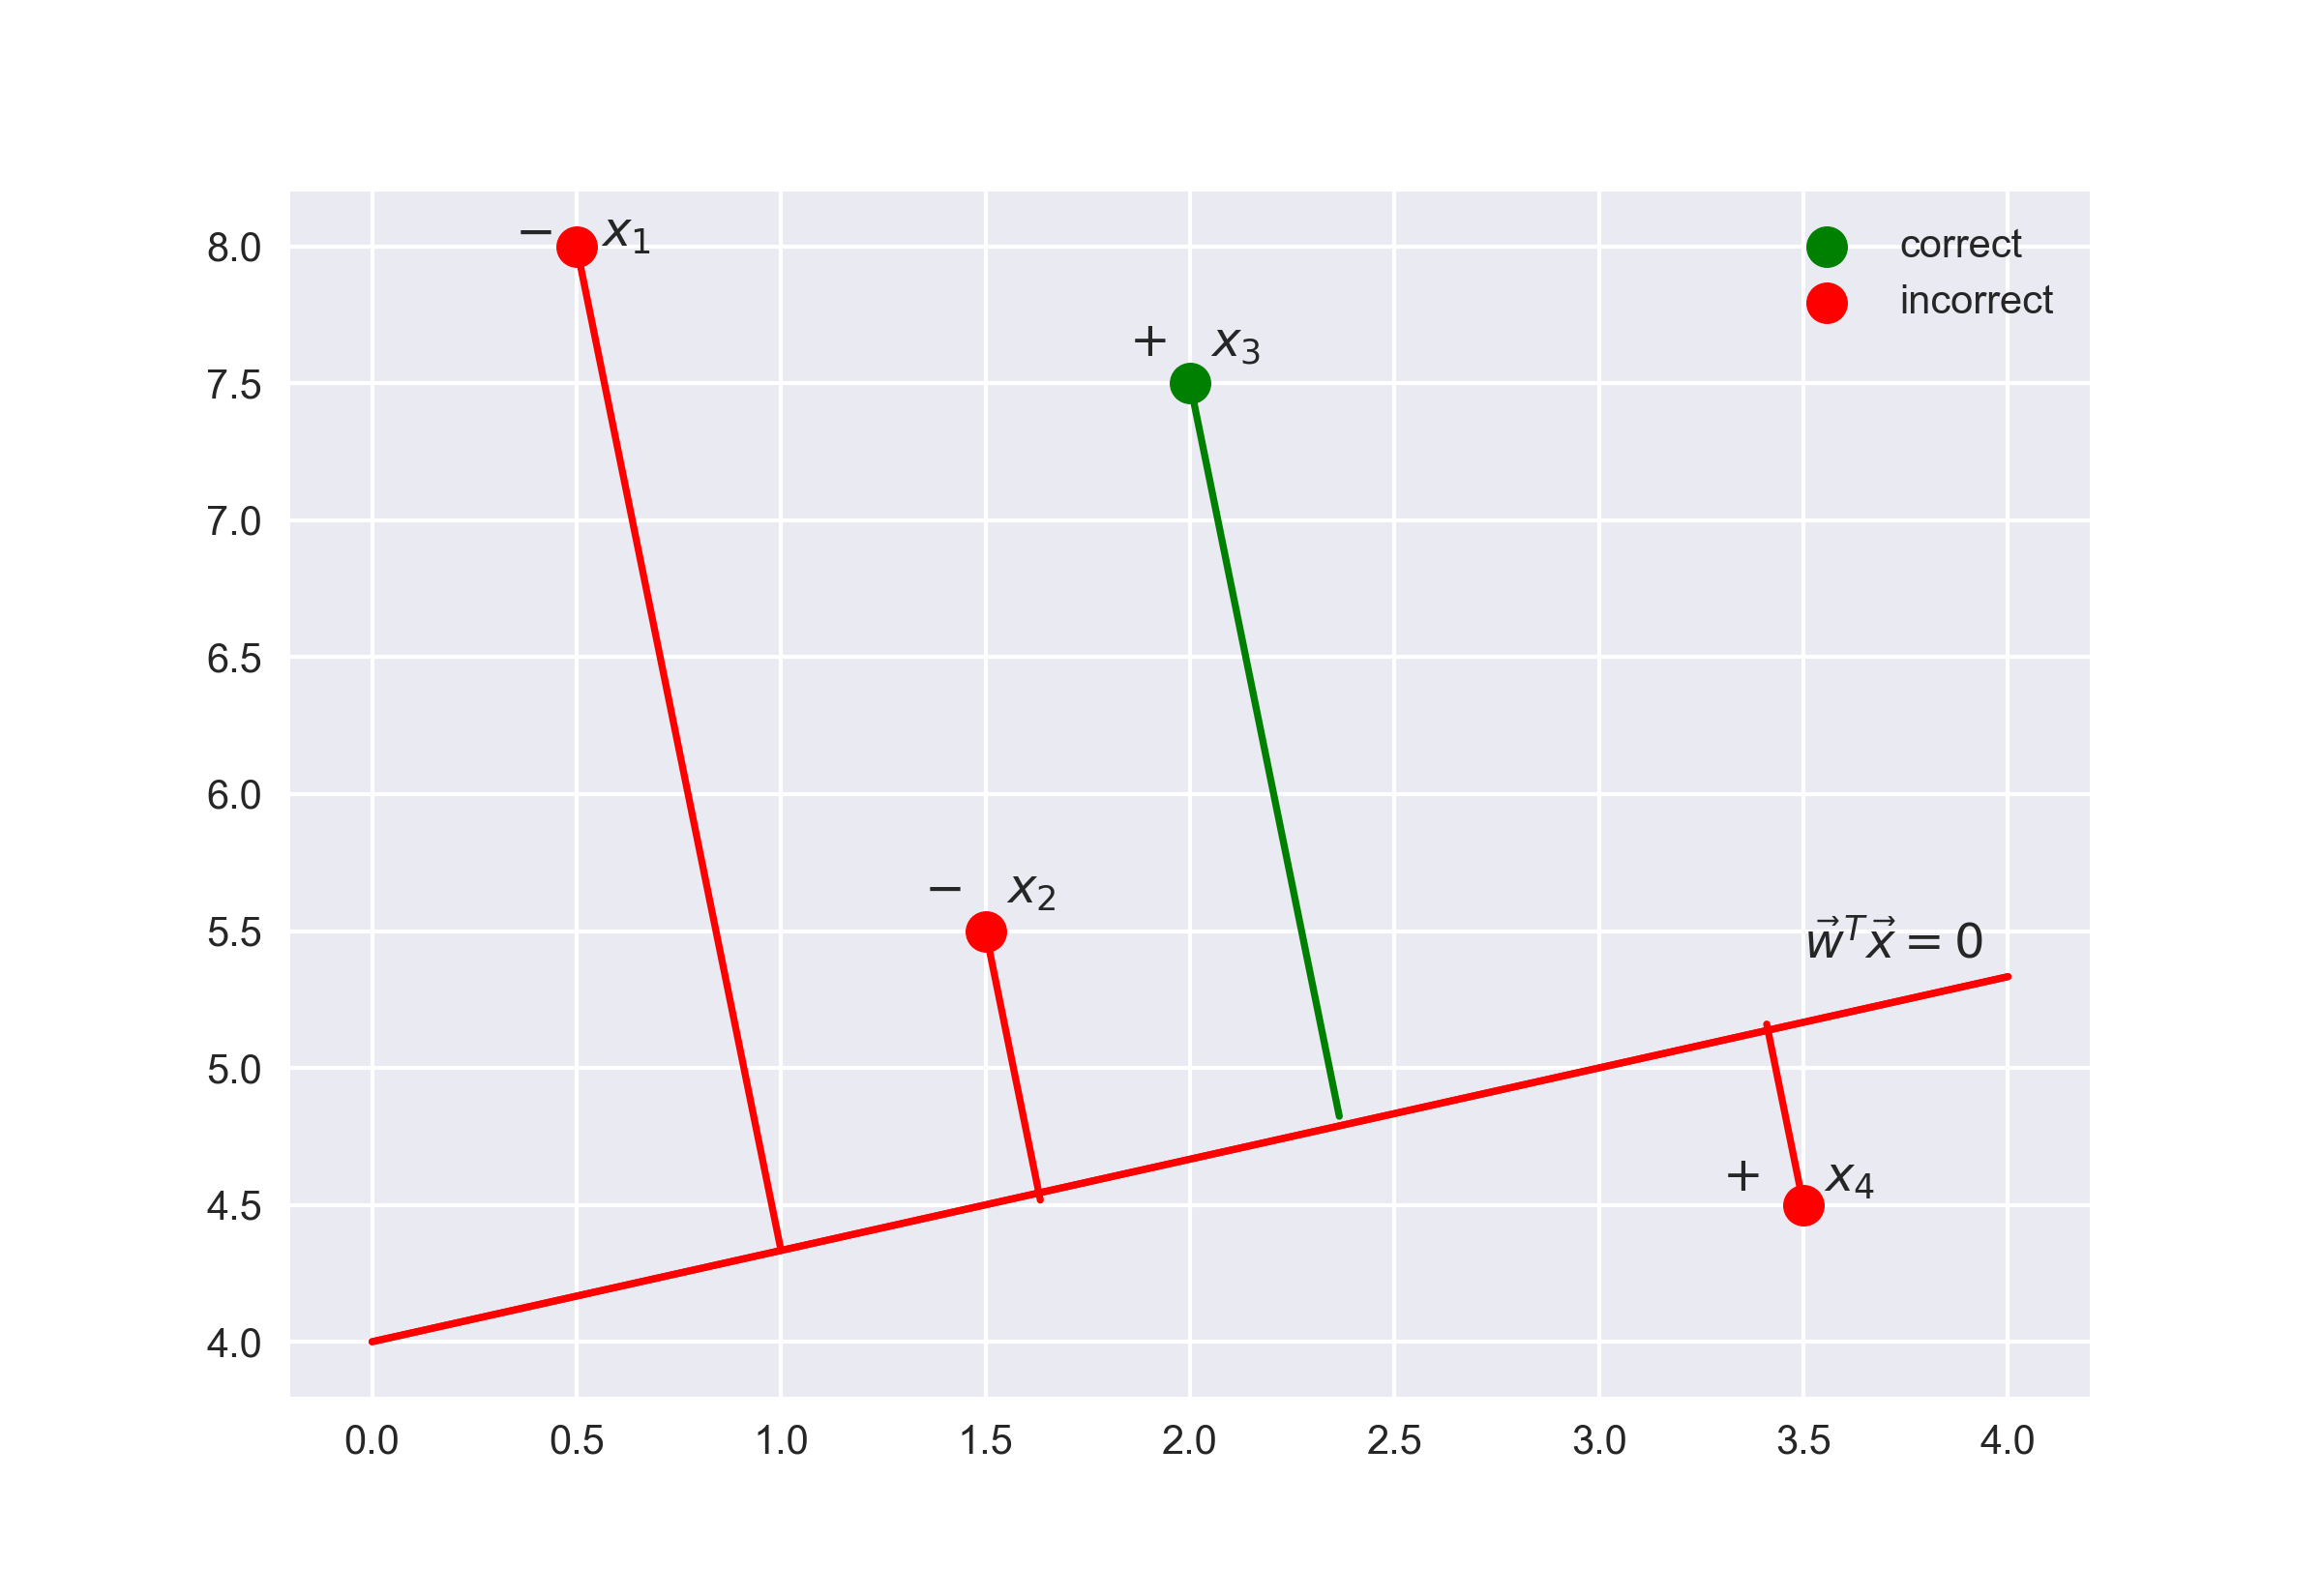 − x₁
correct
incorrect
+ x₃
− x₂
w⃗ᵀx⃗ = 0
+ x₄
8.0
7.5
7.0
6.5
6.0
5.5
5.0
4.5
4.0
0.0 0.5 1.0 1.5 2.0 2.5 3.0 3.5 4.0